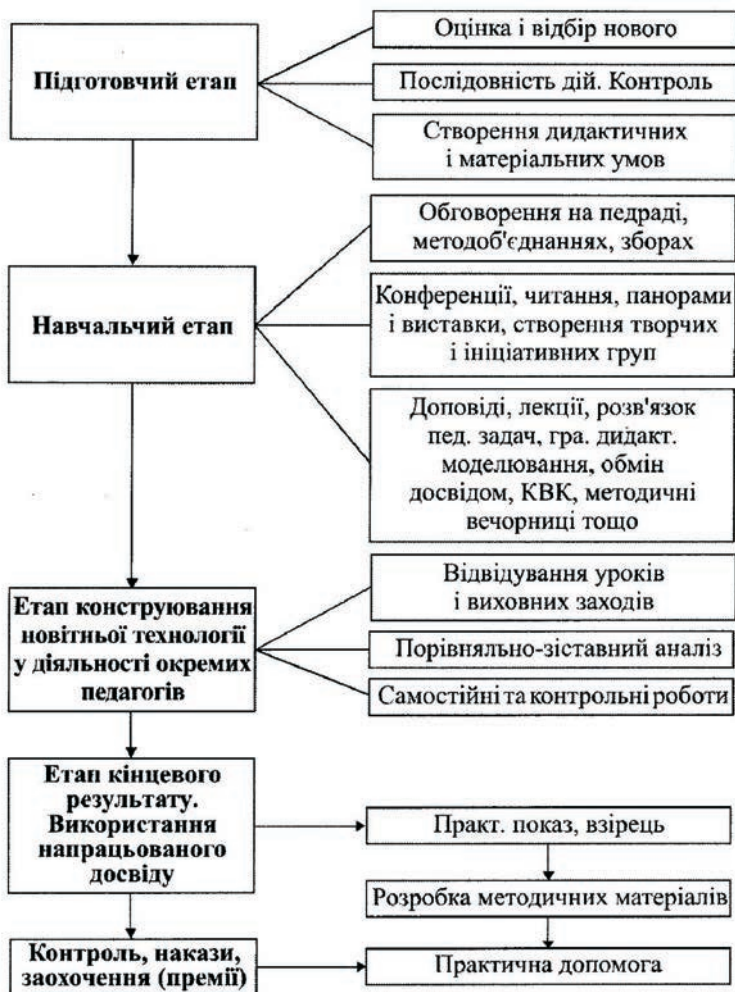 Підготовчий етап
Оцінка і відбір нового
Послідовність дій. Контроль
Створення дидактичних
і матеріальних умов
Навчальчий етап
Обговорення на педраді,
методоб'єднаннях, зборах
Конференції, читання, панорами
і виставки, створення творчих
і ініціативних груп
Доповіді, лекції, розв'язок
пед. задач, гра. дидакт.
моделювання, обмін
досвідом, КВК, методичні
вечорниці тощо
Етап конструювання
новітньої технології
у діяльності окремих
педагогів
Відвідування уроків
і виховних заходів
Порівняльно-зіставний аналіз
Самостійні та контрольні роботи
Етап кінцевого
результату.
Використання
напрацьованого
досвіду
Практ. показ, взірець
Розробка методичних матеріалів
Контроль, накази,
заохочення (премії)
Практична допомога